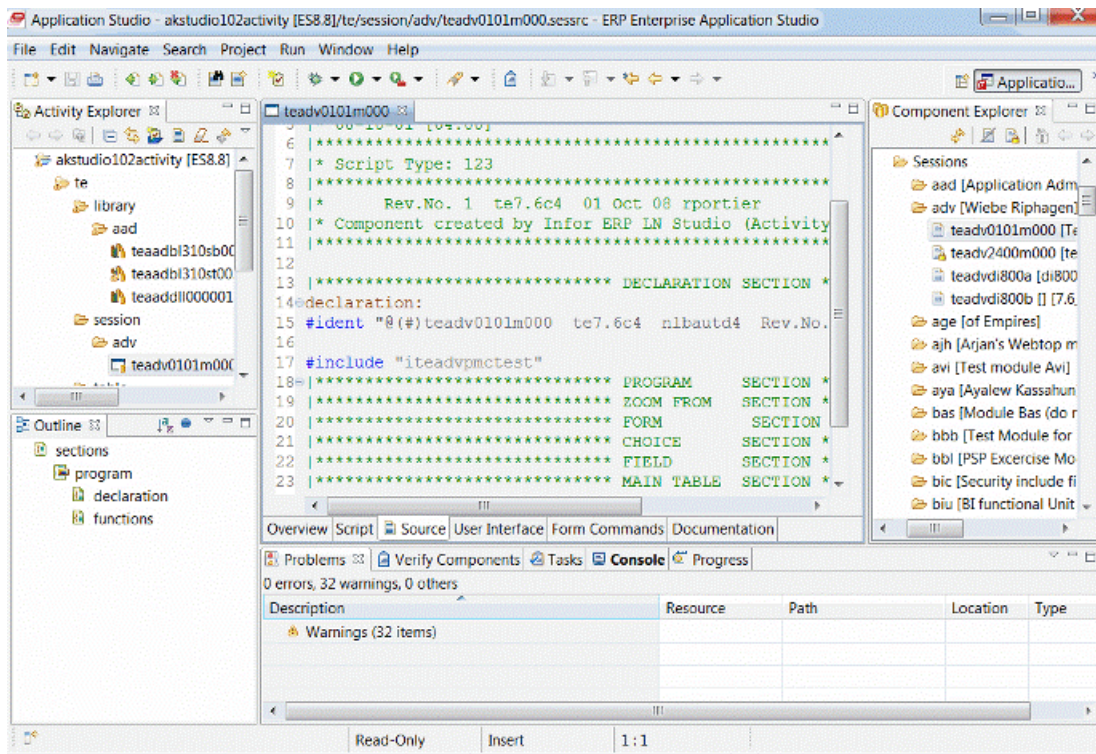 Application Studio - akstudio102activity [ES8.8]/te/session/adv/teadv0101m000.sessrc - ERP Enterprise Application Studio
File Edit Navigate Search Project Run Window Help
Applicatio...
Activity Explorer
akstudio102activity [ES8.8]
te
library
aad
teaadbl310sb00
teaadbl310st00
teaaddll000001
session
adv
teadv0101m000
Outline
sections
program
declaration
functions
teadv0101m000
6 |*******************************************************
7 |* Script Type: 123
8 |*******************************************************
9 |* Rev.No. 1 te7.6c4 01 Oct 08 rportier
10 |* Component created by Infor ERP LN Studio (Activity
11 |*******************************************************
12
13 |****************************** DECLARATION SECTION *
14 declaration:
15 #ident "@(#)teadv0101m000 te7.6c4 nlbautd4 Rev.No.
16
17 #include "iteadvpmctest"
18 |****************************** PROGRAM SECTION *
19 |****************************** ZOOM FROM SECTION *
20 |****************************** FORM SECTION
21 |****************************** CHOICE SECTION *
22 |****************************** FIELD SECTION *
23 |****************************** MAIN TABLE SECTION *
Overview Script Source User Interface Form Commands Documentation
Component Explorer
Sessions
aad [Application Adm
adv [Wiebe Riphagen]
teadv0101m000 [Te
teadv2400m000 [te
teadvdi800a [di800
teadvdi800b [] [7.6_
age [of Empires]
ajh [Arjan's Webtop m
avi [Test module Avi]
aya [Ayalew Kassahun
bas [Module Bas (do r
bbb [Test Module for
bbl [PSP Excercise Mo
bic [Security include fi
biu [BI functional Unit
Problems Verify Components Tasks Console Progress
0 errors, 32 warnings, 0 others
Description Resource Path Location Type
Warnings (32 items)
Read-Only Insert 1:1